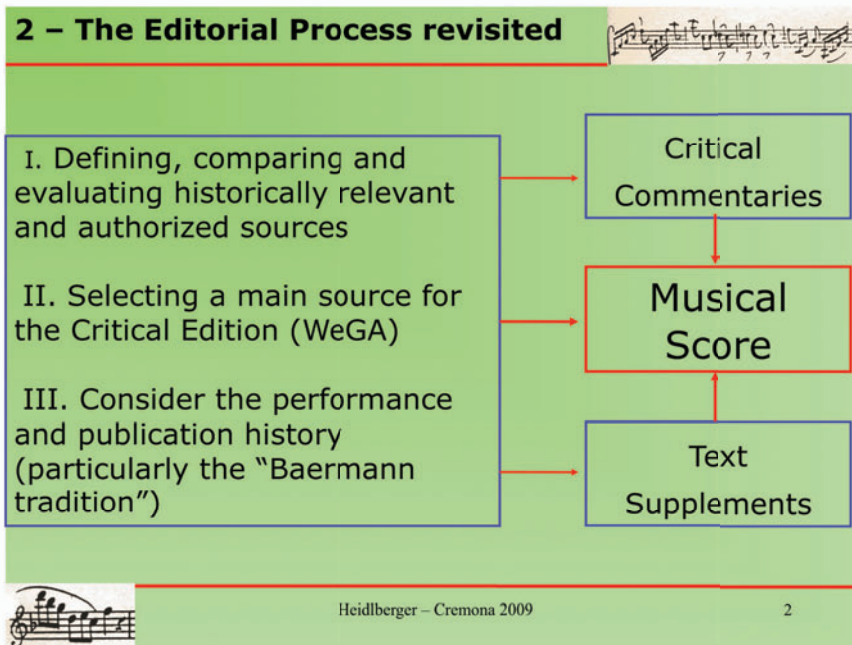 2 – The Editorial Process revisited
I. Defining, comparing and
evaluating historically relevant
and authorized sources
II. Selecting a main source for
the Critical Edition (WeGA)
III. Consider the performance
and publication history
(particularly the “Baermann
tradition”)
Critical
Commentaries
Musical
Score
Text
Supplements
Heidlberger – Cremona 2009
2